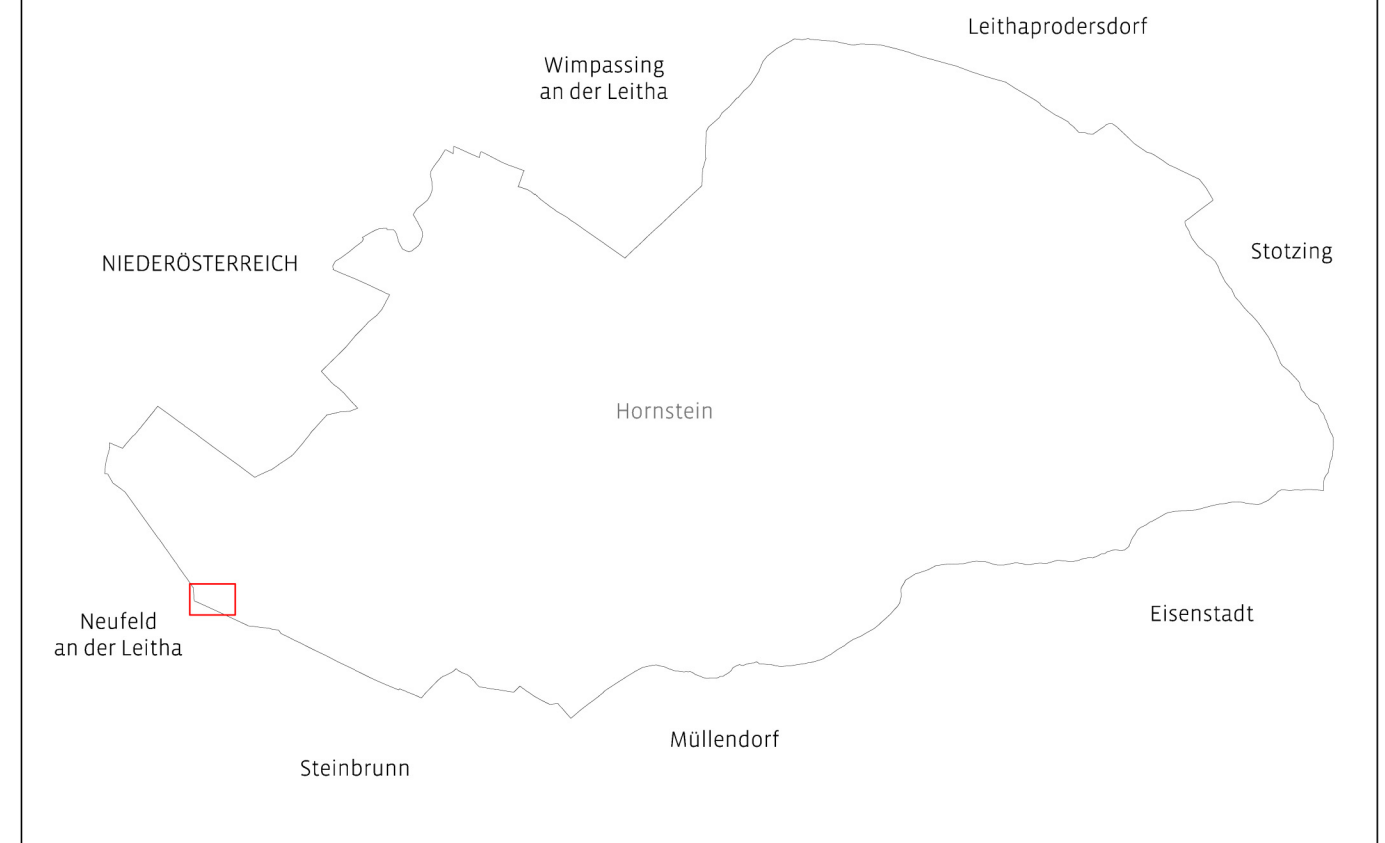 Leithaprodersdorf
Wimpassing
an der Leitha
NIEDERÖSTERREICH
Stotzing
Hornstein
Neufeld
an der Leitha
Eisenstadt
Müllendorf
Steinbrunn